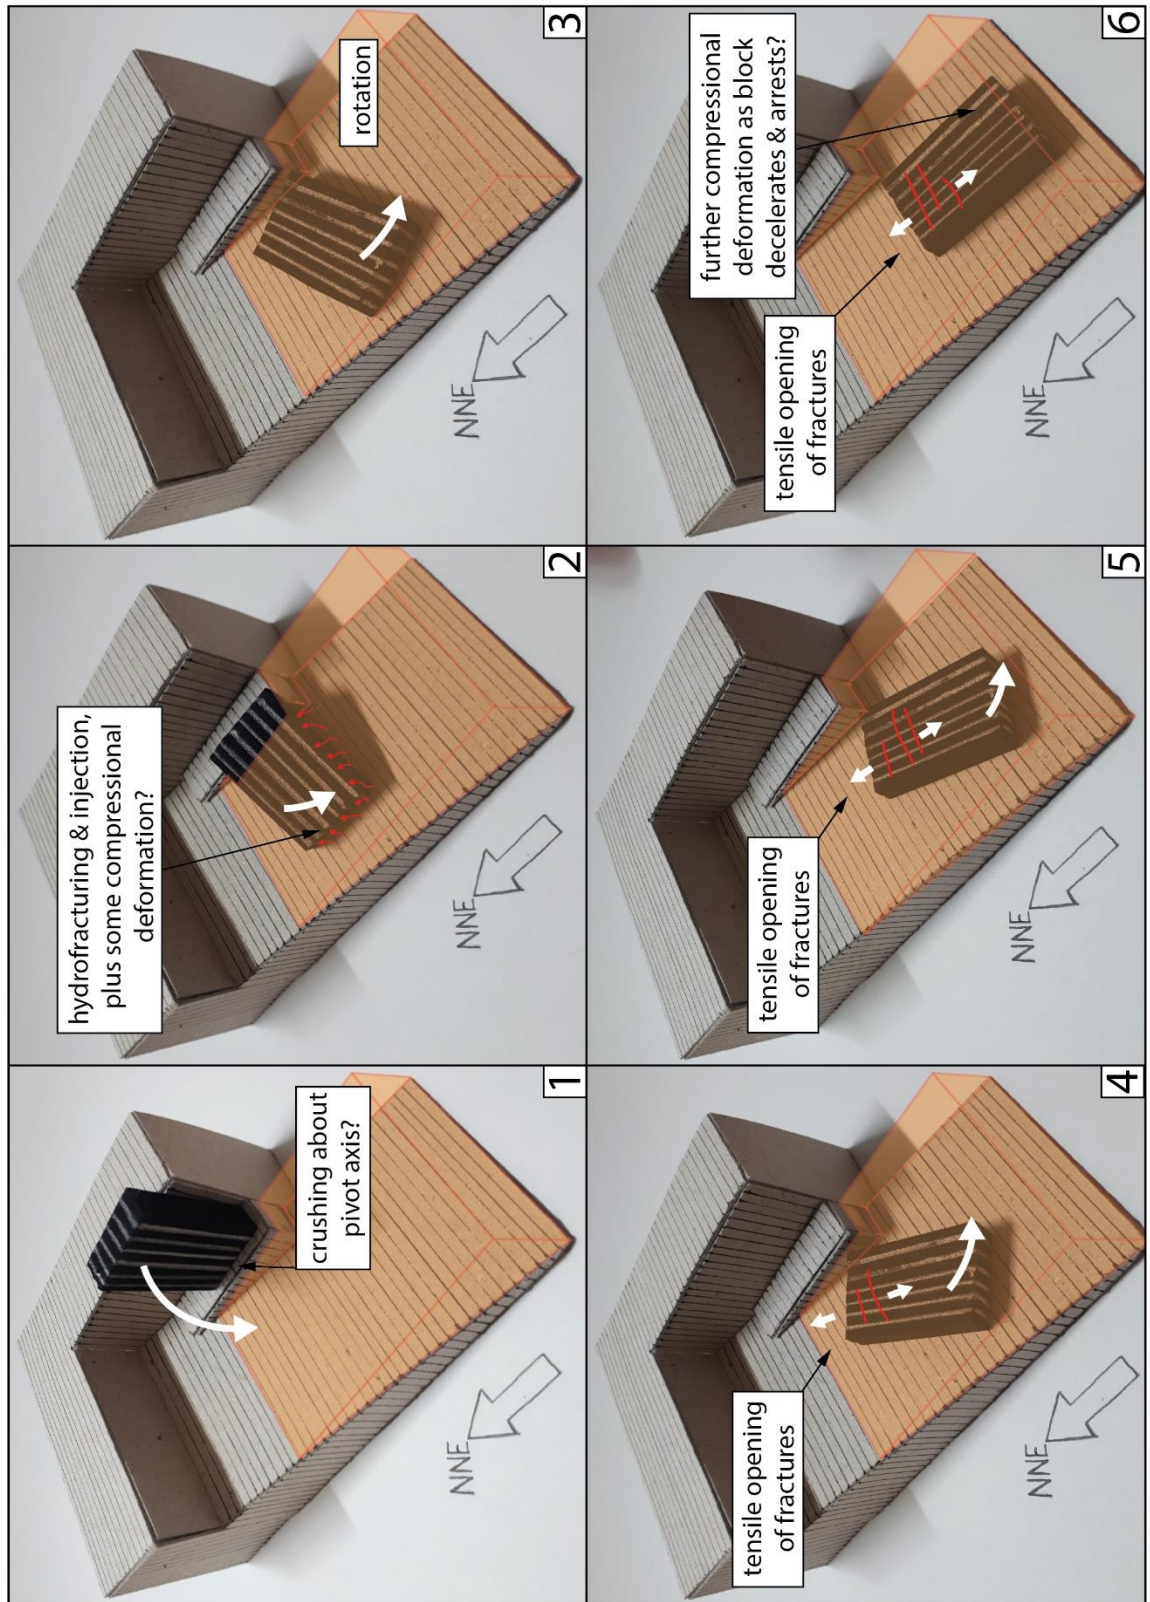 crushing about
pivot axis?
NNE
1
hydrofracturing & injection,
plus some compressional
deformation?
NNE
2
rotation
NNE
3
tensile opening
of fractures
NNE
4
tensile opening
of fractures
NNE
5
further compressional
deformation as block
decelerates & arrests?
tensile opening
of fractures
NNE
6